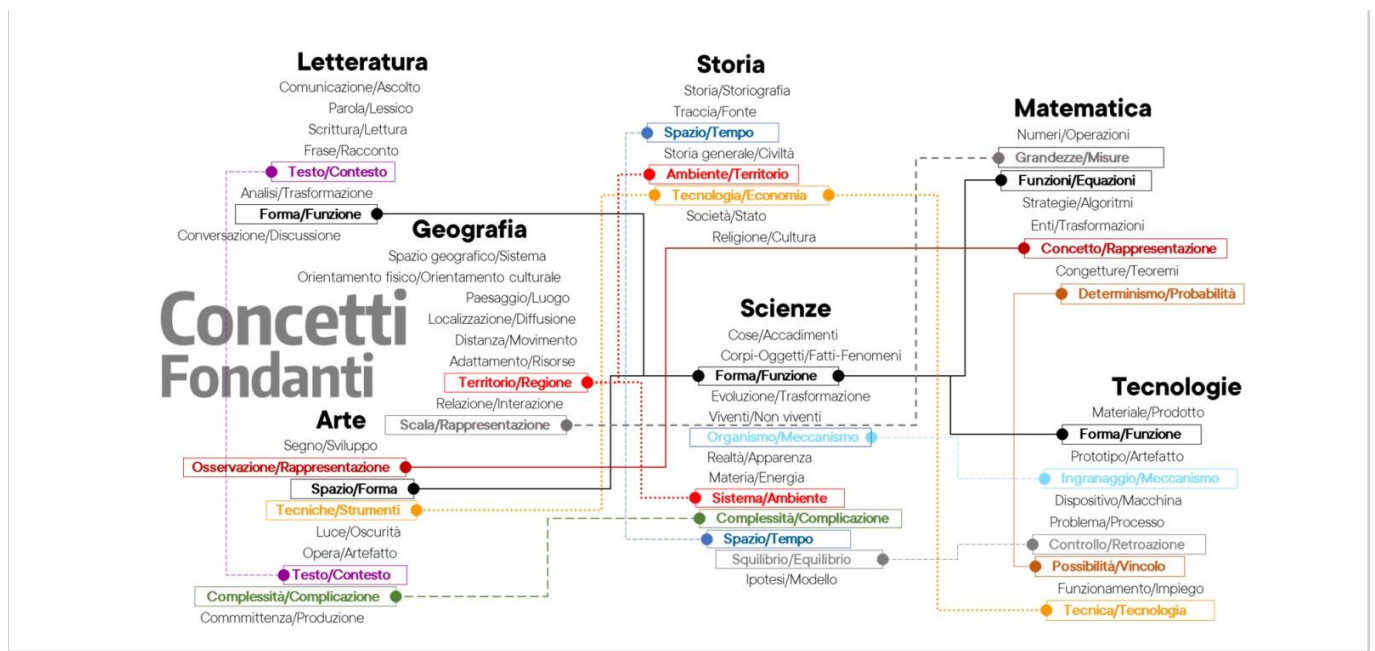 Letteratura
Comunicazione/Ascolto
Parola/Lessico
Scrittura/Lettura
Frase/Racconto
Testo/Contesto
Analisi/Trasformazione
Forma/Funzione
Conversazione/Discussione
Storia
Storia/Storiografia
Traccia/Fonte
Spazio/Tempo
Storia generale/Civiltà
Ambiente/Territorio
Tecnologia/Economia
Società/Stato
Religione/Cultura
Matematica
Numeri/Operazioni
Grandezze/Misure
Funzioni/Equazioni
Strategie/Algoritmi
Enti/Trasformazioni
Concetto/Rappresentazione
Congetture/Teoremi
Determinismo/Probabilità
Geografia
Spazio geografico/Sistema
Orientamento fisico/Orientamento culturale
Paesaggio/Luogo
Localizzazione/Diffusione
Distanza/Movimento
Adattamento/Risorse
Territorio/Regione
Relazione/Interazione
Scala/Rappresentazione
Concetti
Fondanti
Scienze
Cose/Accadimenti
Corpi-Oggetti/Fatti-Fenomeni
Forma/Funzione
Evoluzione/Trasformazione
Viventi/Non viventi
Organismo/Meccanismo
Realtà/Apparenza
Materia/Energia
Sistema/Ambiente
Complessità/Complicazione
Spazio/Tempo
Squilibrio/Equilibrio
Ipotesi/Modello
Arte
Segno/Sviluppo
Osservazione/Rappresentazione
Spazio/Forma
Tecniche/Strumenti
Luce/Oscurità
Opera/Artefatto
Testo/Contesto
Complessità/Complicazione
Commmittenza/Produzione
Tecnologie
Materiale/Prodotto
Forma/Funzione
Prototipo/Artefatto
Ingranaggio/Meccanismo
Dispositivo/Macchina
Problema/Processo
Controllo/Retroazione
Possibilità/Vincolo
Funzionamento/Impiego
Tecnica/Tecnologia